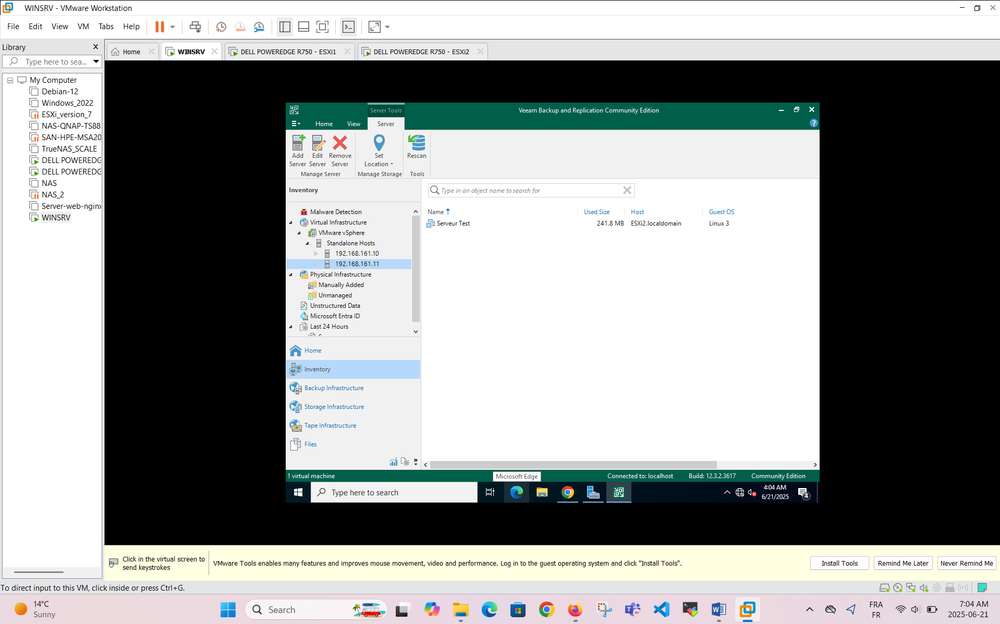 WINSRV - VMware Workstation
File Edit View VM Tabs Help
Library
Type here to sea...
My Computer
Debian-12
Windows_2022
ESXi_version_7
NAS-QNAP-TS88
SAN-HPE-MSA20
TrueNAS_SCALE
DELL POWEREDG
DELL POWEREDG
NAS
NAS_2
Server-web-nginx
WINSRV
Home
WINSRV
DELL POWEREDGE R750 - ESXi1
DELL POWEREDGE R750 - ESXi2
Server Tools
Veeam Backup and Replication Community Edition
Home View Server
Add Server
Edit Server
Remove Server
Manage Server
Set Location
Manage Storage
Rescan
Tools
Inventory
Malware Detection
Virtual Infrastructure
VMware vSphere
Standalone Hosts
192.168.161.10
192.168.161.11
Physical Infrastructure
Manually Added
Unmanaged
Unstructured Data
Microsoft Entra ID
Last 24 Hours
Home
Inventory
Backup Infrastructure
Storage Infrastructure
Tape Infrastructure
Files
Type in an object name to search for
Name Used Size Host Guest OS
Serveur Test 241.8 MB ESXi2.localdomain Linux 3
1 virtual machine
Microsoft Edge
Connected to: localhost Build: 12.3.2.3617 Community Edition
Type here to search
4:04 AM
6/21/2025
4
Click in the virtual screen to
send keystrokes
VMware Tools enables many features and improves mouse movement, video and performance. Log in to the guest operating system and click "Install Tools".
Install Tools
Remind Me Later
Never Remind Me
To direct input to this VM, click inside or press Ctrl+G.
14°C
Sunny
Search
FRA
FR
7:04 AM
2025-06-21